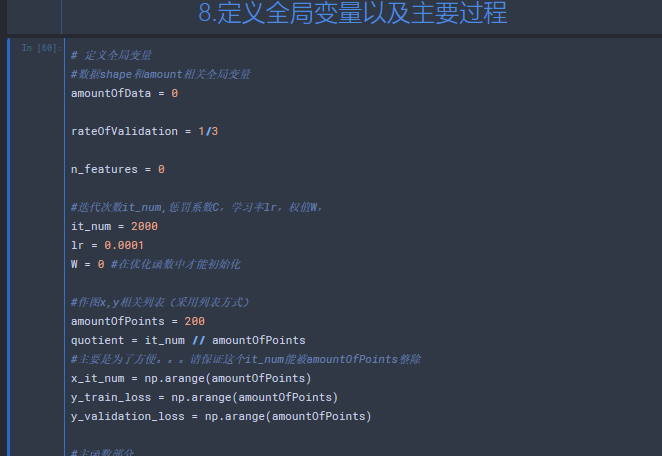 8.定义全局变量以及主要过程
In [60]:
# 定义全局变量
#数据shape和amount相关全局变量
amountOfData = 0
rateOfValidation = 1/3
n_features = 0
#迭代次数it_num,惩罚系数C，学习率lr，权值W，
it_num = 2000
lr = 0.0001
W = 0 #在优化函数中才能初始化
#作图x,y相关列表（采用列表方式）
amountOfPoints = 200
quotient = it_num // amountOfPoints
#主要是为了方便。。。请保证这个it_num能被amountOfPoints整除
x_it_num = np.arange(amountOfPoints)
y_train_loss = np.arange(amountOfPoints)
y_validation_loss = np.arange(amountOfPoints)
#主函数部分